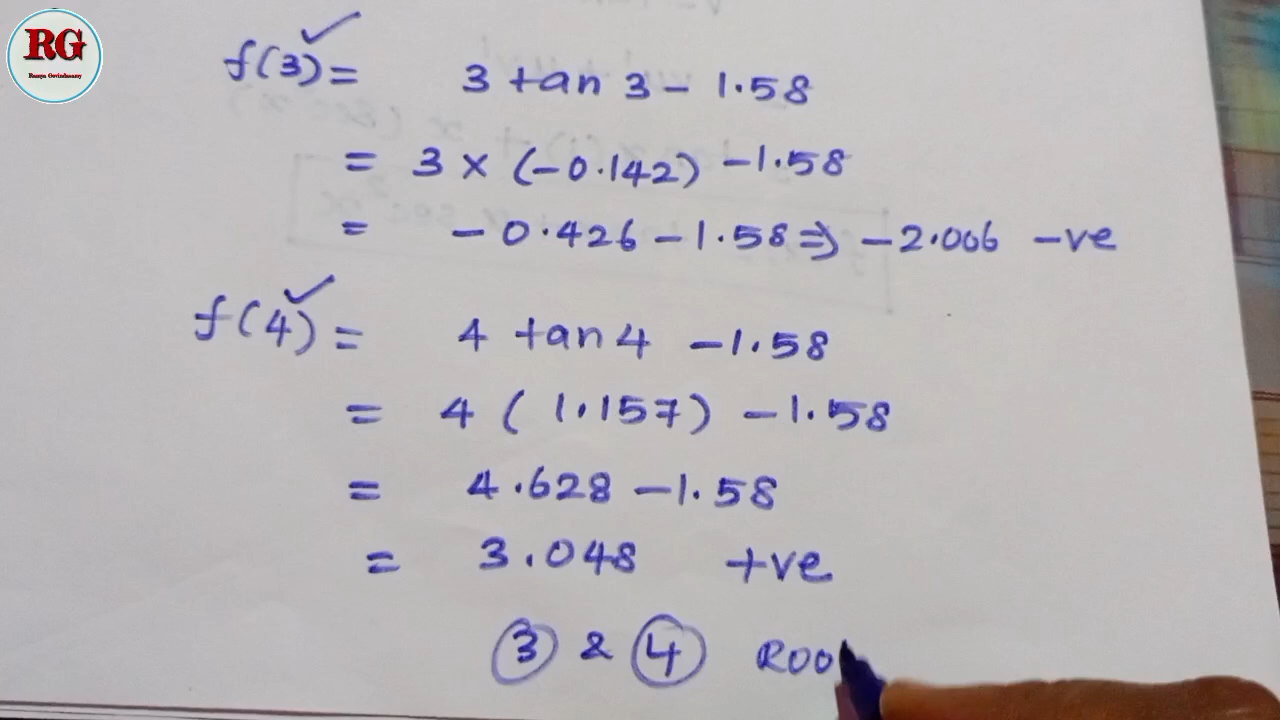 RG
Ramya Govindasamy
f(3) = 3 tan 3 - 1.58
= 3 × (-0.142) - 1.58
= -0.426 - 1.58 ⇒ -2.006 -ve
f(4) = 4 tan 4 - 1.58
= 4 ( 1.157) - 1.58
= 4.628 - 1.58
= 3.048 +ve
3 & 4 Roo